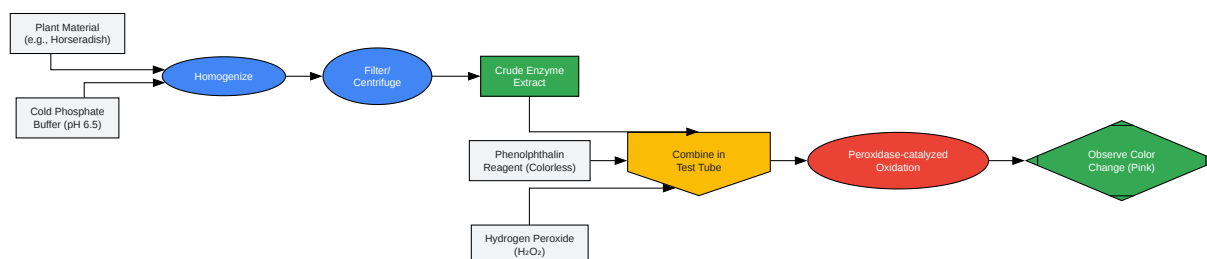 Plant Material
(e.g., Horseradish)
Cold Phosphate
Buffer (pH 6.5)
Homogenize
Filter/
Centrifuge
Crude Enzyme
Extract
Phenolphthalin
Reagent (Colorless)
Hydrogen Peroxide
(H₂O₂)
Combine in
Test Tube
Peroxidase-catalyzed
Oxidation
Observe Color
Change (Pink)